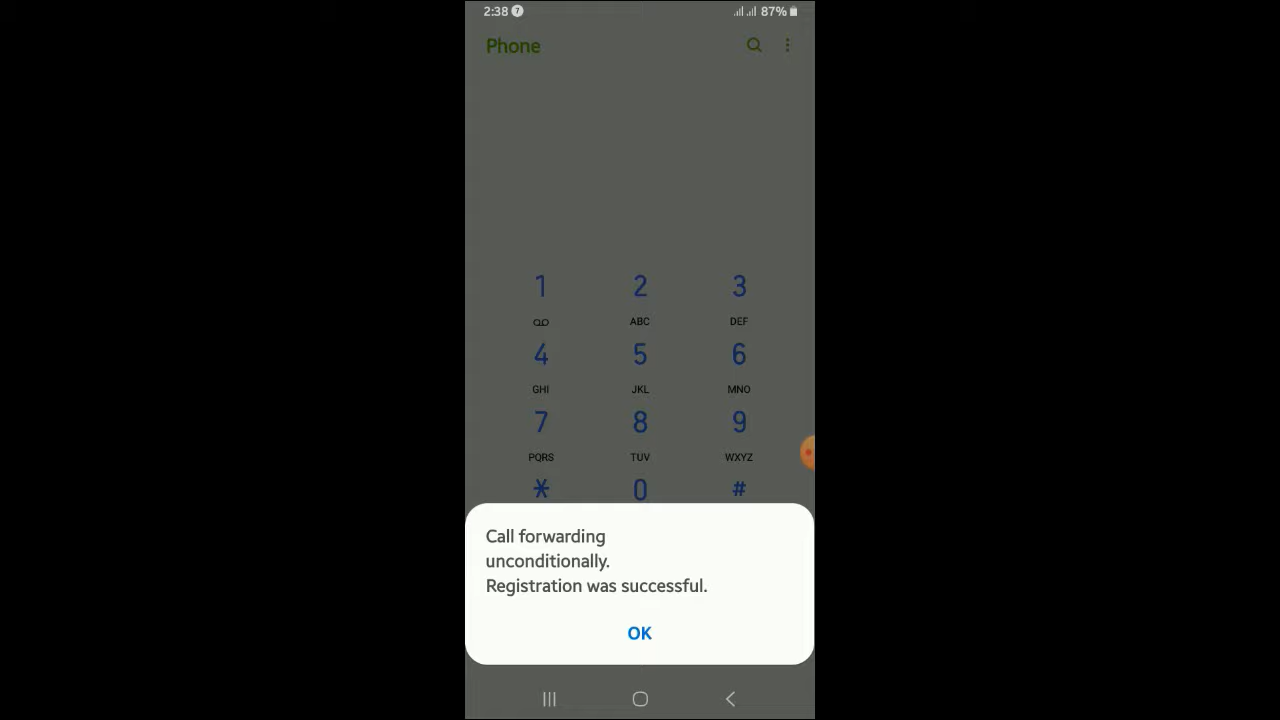 2:38 7 87%
Phone
1 2 3
ABC DEF
4 5 6
GHI JKL MNO
7 8 9
PQRS TUV WXYZ
* 0 #
Call forwarding
unconditionally.
Registration was successful.
OK